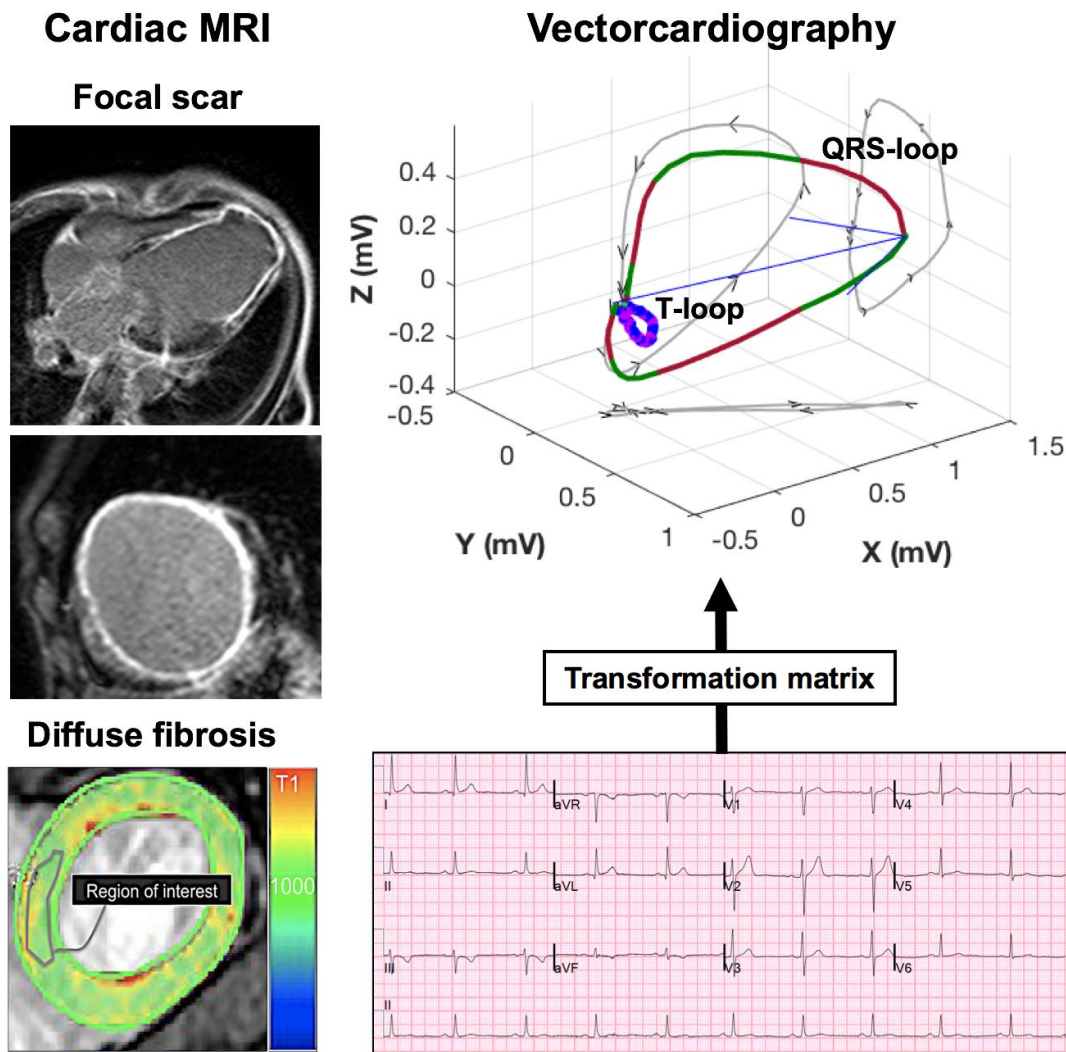 Cardiac MRI
Focal scar
Diffuse fibrosis
T1
1000
Region of interest
Vectorcardiography
QRS-loop
T-loop
Z (mV)
0.4
0.2
0
-0.2
-0.4
-0.5
0
0.5
1
Y (mV)
-0.5
0
0.5
1
1.5
X (mV)
Transformation matrix
I
aVR
V1
V4
II
aVL
V2
V5
III
aVF
V3
V6
II